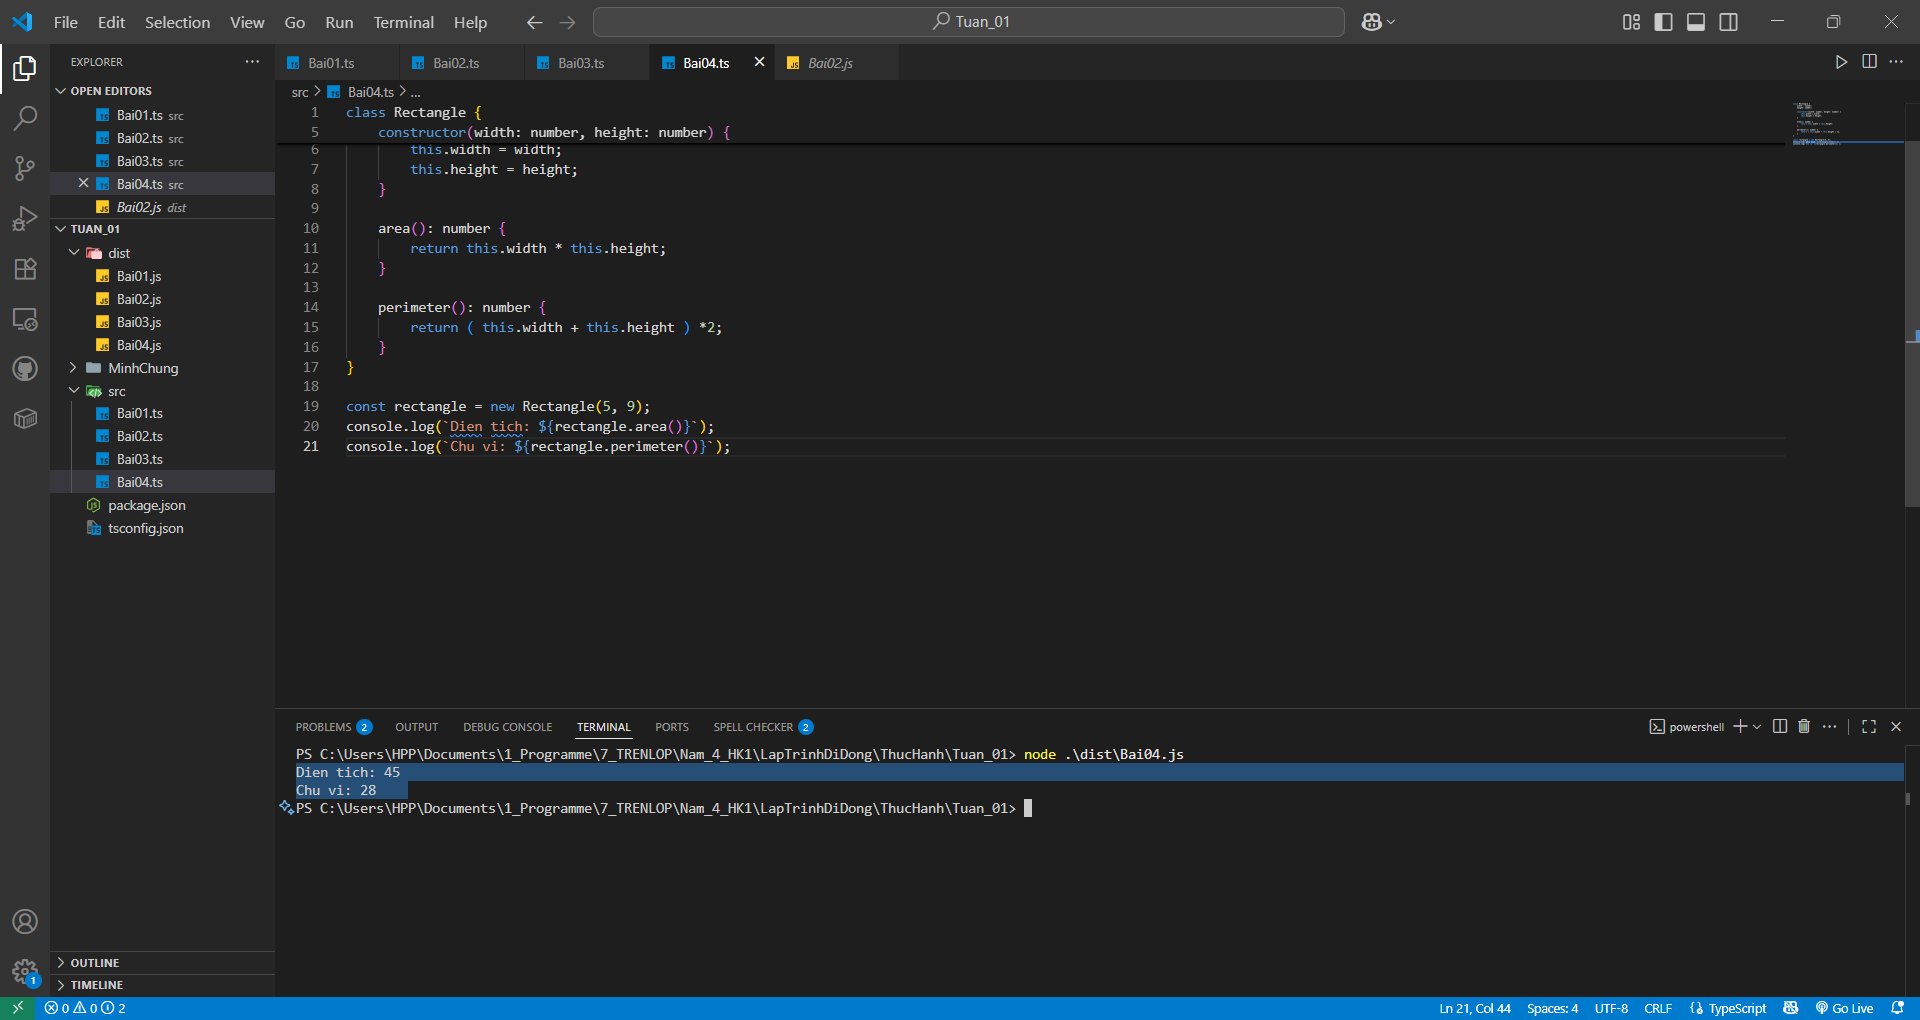 File Edit Selection View Go Run Terminal Help
Tuan_01
EXPLORER
OPEN EDITORS
Bai01.ts src
Bai02.ts src
Bai03.ts src
Bai04.ts src
Bai02.js dist
TUAN_01
dist
Bai01.js
Bai02.js
Bai03.js
Bai04.js
MinhChung
src
Bai01.ts
Bai02.ts
Bai03.ts
Bai04.ts
package.json
tsconfig.json
OUTLINE
TIMELINE
Bai01.ts Bai02.ts Bai03.ts Bai04.ts Bai02.js
src > Bai04.ts > ...
1 class Rectangle {
5 constructor(width: number, height: number) {
6 this.width = width;
7 this.height = height;
8 }
9
10 area(): number {
11 return this.width * this.height;
12 }
13
14 perimeter(): number {
15 return ( this.width + this.height ) *2;
16 }
17 }
18
19 const rectangle = new Rectangle(5, 9);
20 console.log(`Dien tich: ${rectangle.area()}`);
21 console.log(`Chu vi: ${rectangle.perimeter()}`);
PROBLEMS 2 OUTPUT DEBUG CONSOLE TERMINAL PORTS SPELL CHECKER 2
powershell
PS C:\Users\HPP\Documents\1_Programme\7_TRENLOP\Nam_4_HK1\LapTrinhDiDong\ThucHanh\Tuan_01> node .\dist\Bai04.js
Dien tich: 45
Chu vi: 28
PS C:\Users\HPP\Documents\1_Programme\7_TRENLOP\Nam_4_HK1\LapTrinhDiDong\ThucHanh\Tuan_01>
1
0 0 2
Ln 21, Col 44 Spaces: 4 UTF-8 CRLF {} TypeScript Go Live